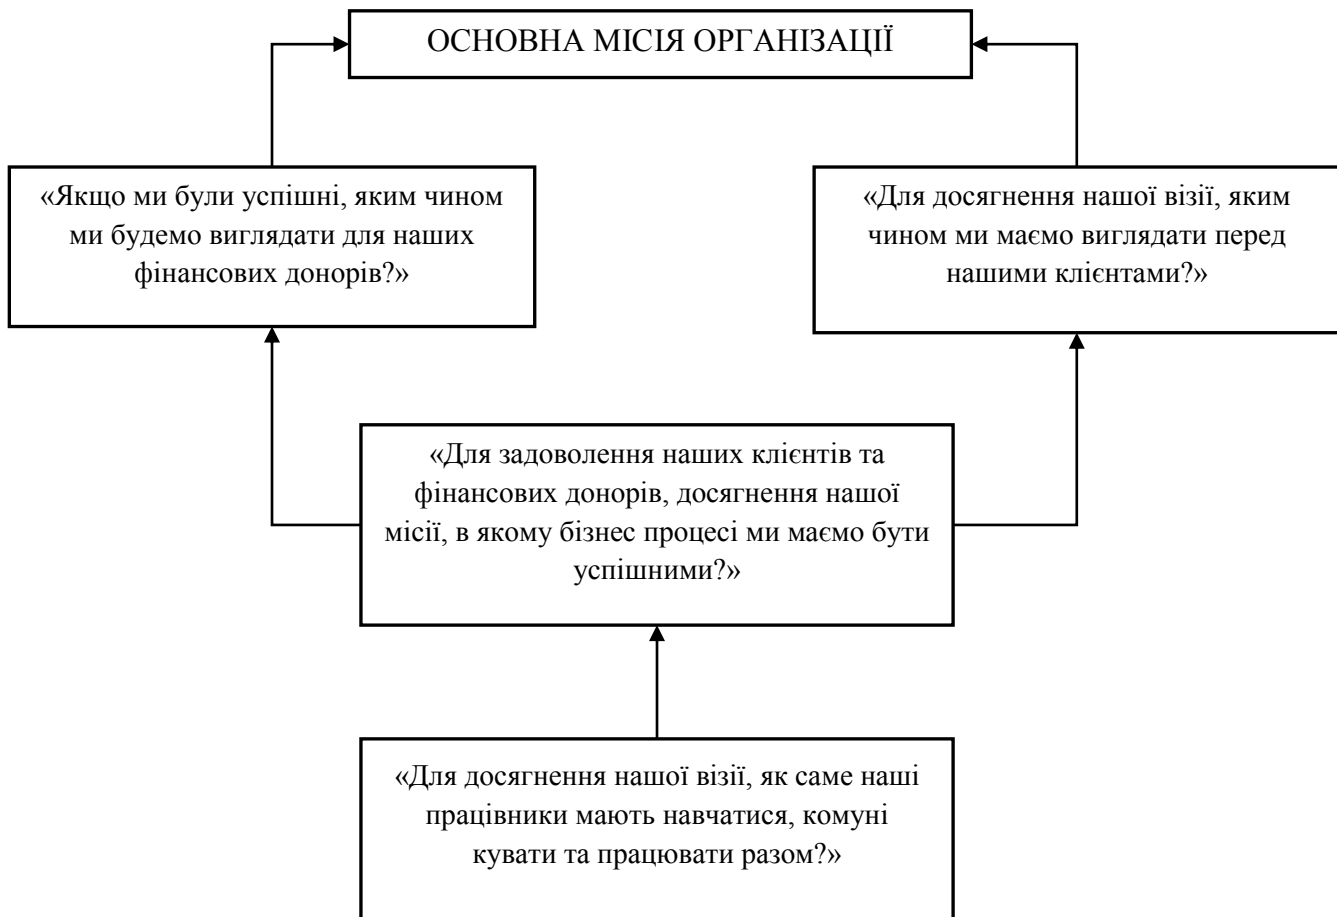 ОСНОВНА МІСІЯ ОРГАНІЗАЦІЇ
«Якщо ми були успішні, яким чином
ми будемо виглядати для наших
фінансових донорів?»
«Для досягнення нашої візії, яким
чином ми маємо виглядати перед
нашими клієнтами?»
«Для задоволення наших клієнтів та
фінансових донорів, досягнення нашої
місії, в якому бізнес процесі ми маємо бути
успішними?»
«Для досягнення нашої візії, як саме наші
працівники мають навчатися, комуні
кувати та працювати разом?»